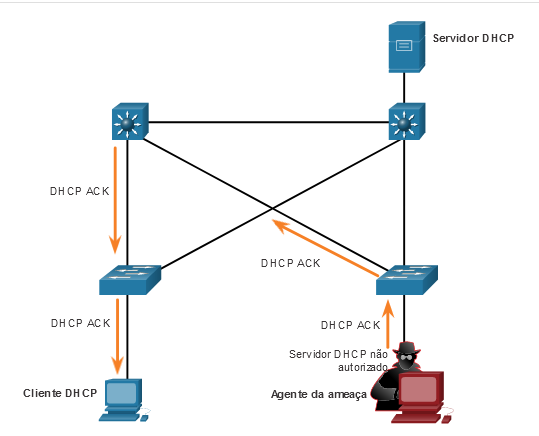 Servidor DHCP
DHCP ACK
DHCP ACK
DHCP ACK
DHCP ACK
Servidor DHCP não
autorizado
Cliente DHCP
Agente da ameaça